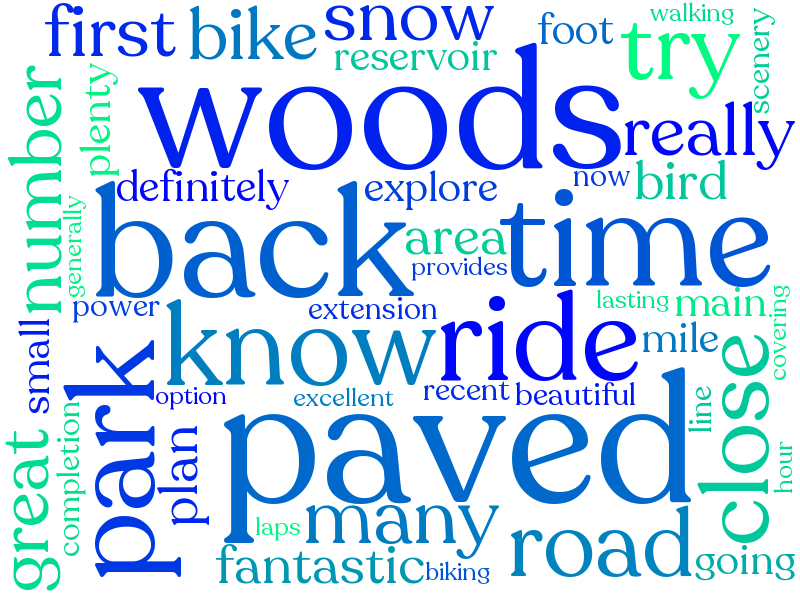 first
bike
snow
foot
walking
try
scenery
reservoir
plenty
number
woods
really
definitely
explore
now
bird
generally
back
area
time
provides
power
extension
lasting
main
covering
small
know
ride
mile
close
park
option
excellent
recent
beautiful
line
great
completion
plan
paved
hour
laps
many
road
going
fantastic
biking